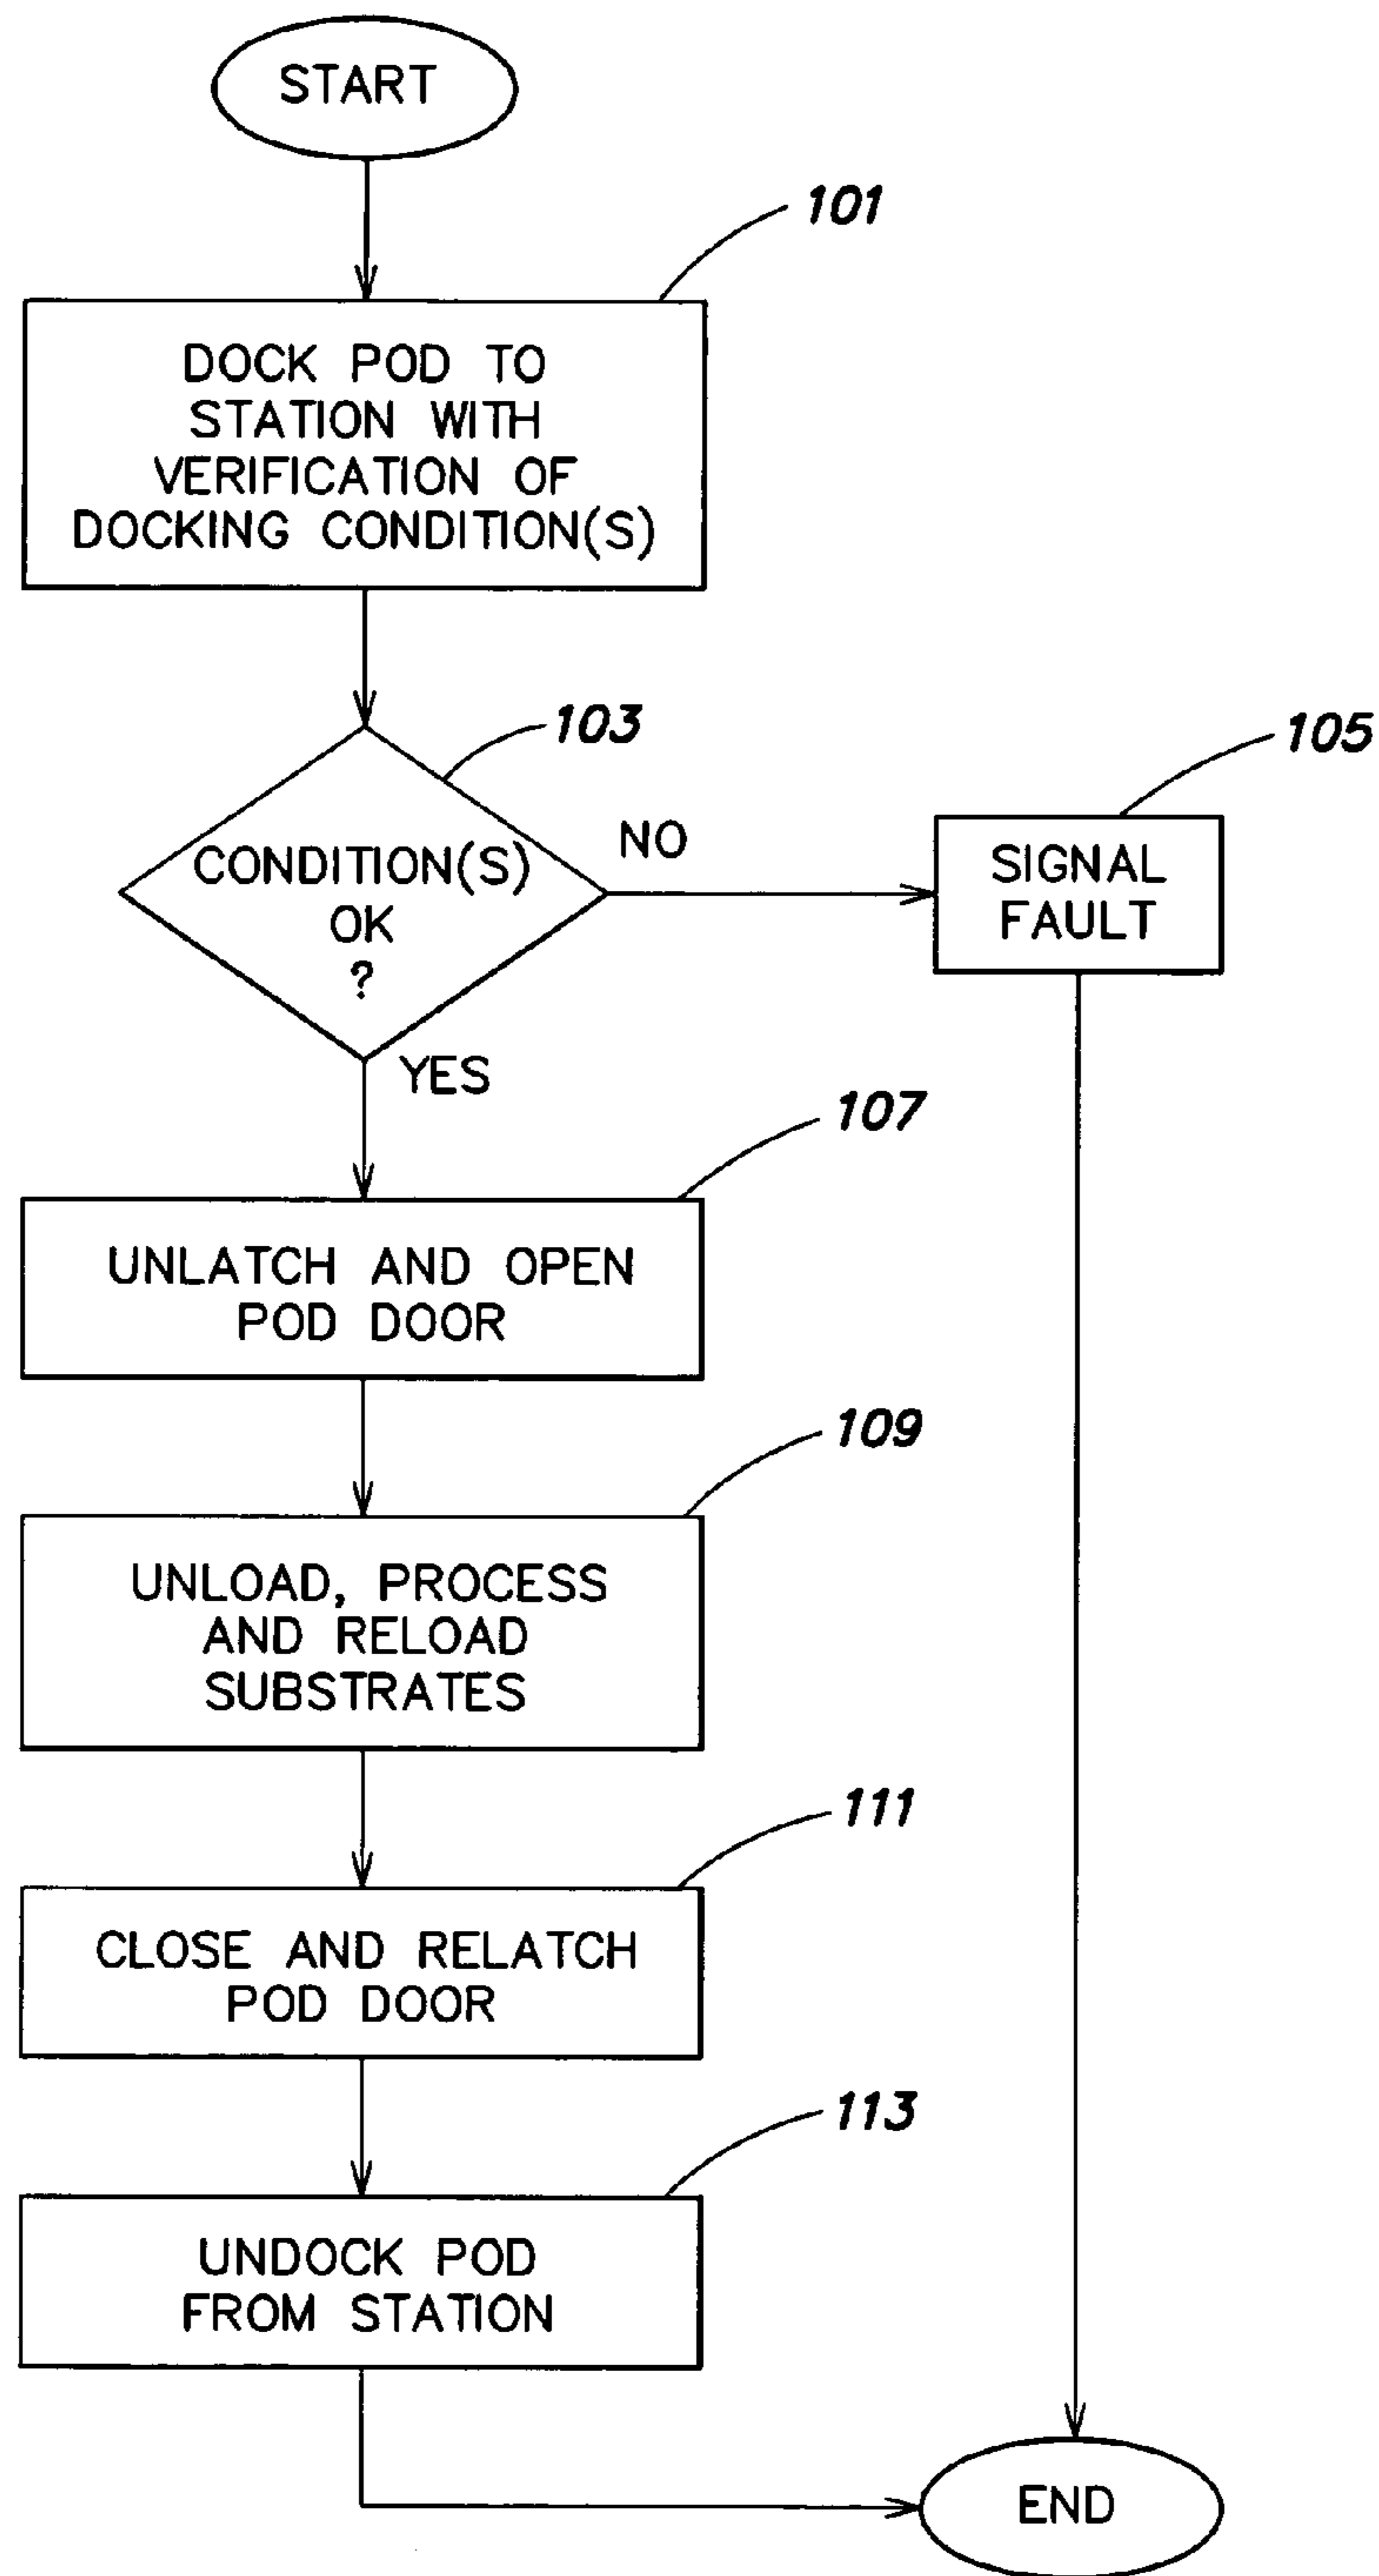 START
101
DOCK POD TO
STATION WITH
VERIFICATION OF
DOCKING CONDITION(S)
103
CONDITION(S)
OK
?
NO
105
SIGNAL
FAULT
YES
107
UNLATCH AND OPEN
POD DOOR
109
UNLOAD, PROCESS
AND RELOAD
SUBSTRATES
111
CLOSE AND RELATCH
POD DOOR
113
UNDOCK POD
FROM STATION
END